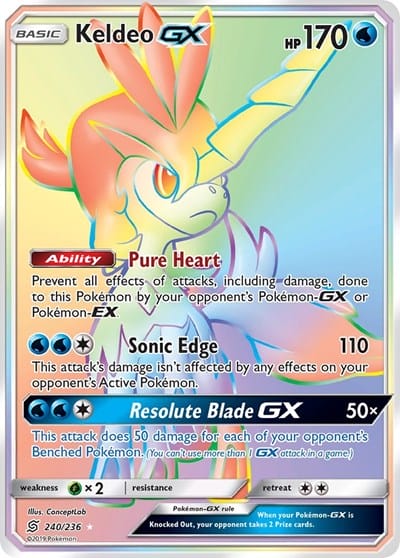 BASIC Keldeo GX HP 170
Ability Pure Heart
Prevent all effects of attacks, including damage, done
to this Pokémon by your opponent's Pokémon-GX or
Pokémon-EX.
Sonic Edge 110
This attack's damage isn't affected by any effects on your
opponent's Active Pokémon.
Resolute Blade GX 50×
This attack does 50 damage for each of your opponent's
Benched Pokémon. (You can't use more than 1 GX attack in a game.)
weakness ×2 resistance retreat
Illus. ConceptLab
240/236
©2019 Pokémon
Pokémon-GX rule
When your Pokémon-GX is
Knocked Out, your opponent takes 2 Prize cards.